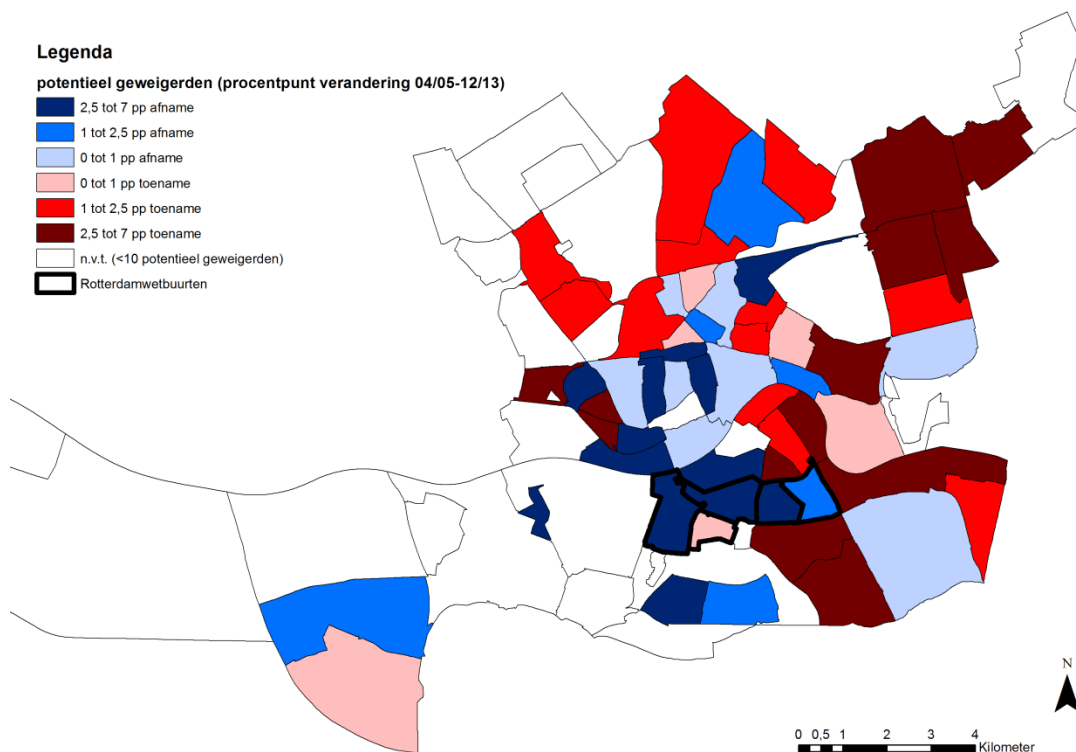 Legenda
potentieel geweigerden (procentpunt verandering 04/05-12/13)
2,5 tot 7 pp afname
1 tot 2,5 pp afname
0 tot 1 pp afname
0 tot 1 pp toename
1 tot 2,5 pp toename
2,5 tot 7 pp toename
n.v.t. (<10 potentieel geweigerden)
Rotterdamwetbuurten
N
0 0,5 1 2 3 4
Kilometer